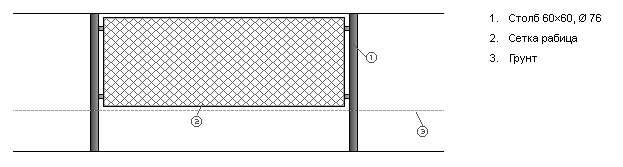 1. Столб 60×60, Ø 76
2. Сетка рабица
3. Грунт
1
2
3